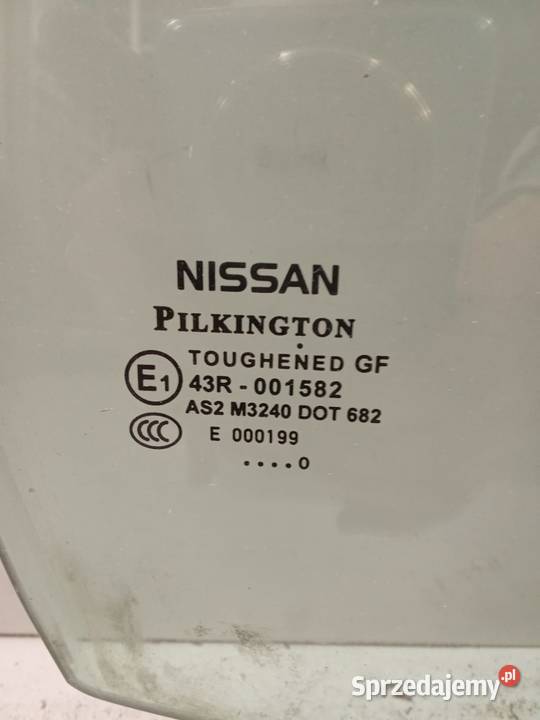 NISSAN
PILKINGTON
TOUGHENED GF
E1 43R - 001582
AS2 M3240 DOT 682
CCC E 000199
....0
Sprzedajemy.pl